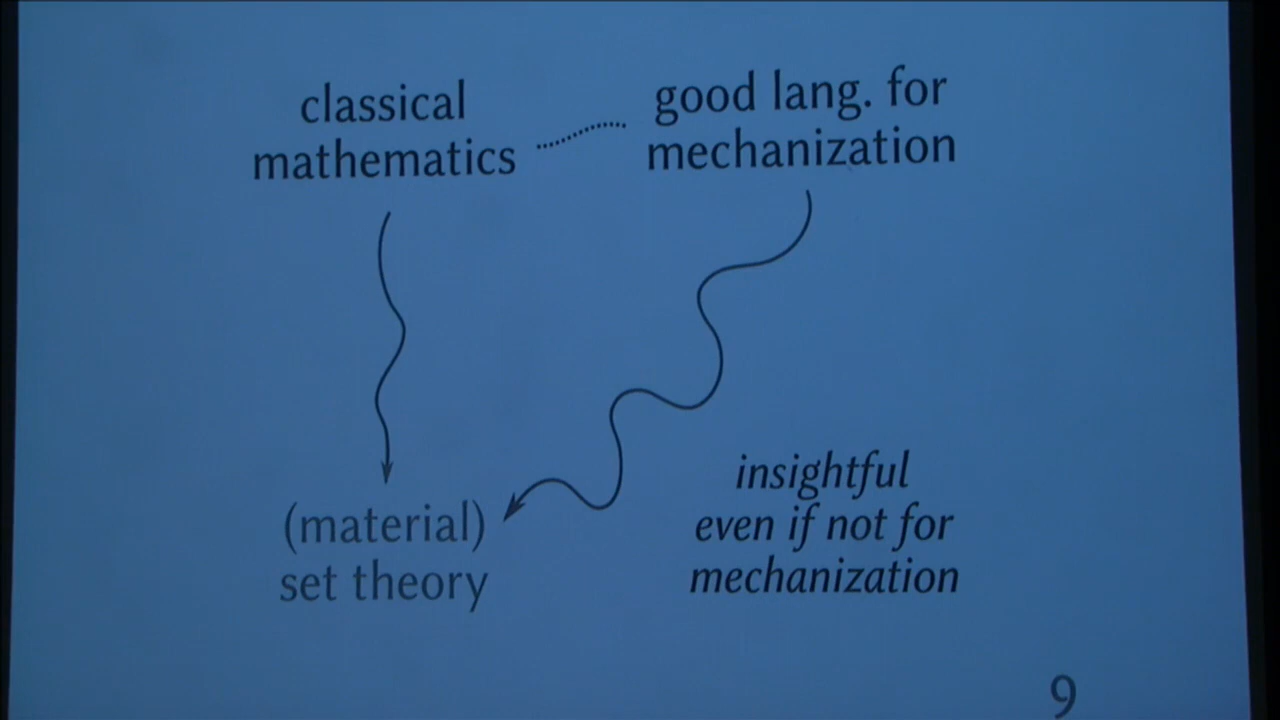 classical
mathematics
good lang. for
mechanization
(material)
set theory
insightful
even if not for
mechanization
9